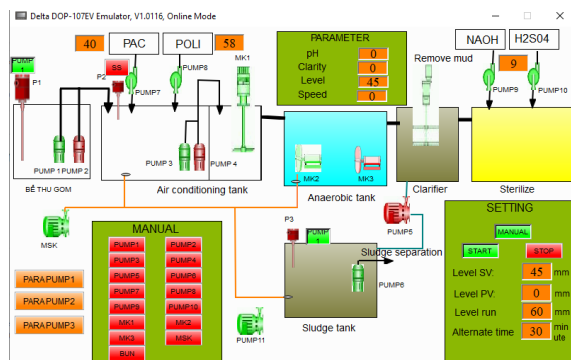 Delta DOP-107EV Emulator, V1.0116, Online Mode
40
PAC
POLI
58
PARAMETER
pH 0
Clarity 0
Level 45
Speed 0
NAOH
H2S04
9
Remove mud
PUMP
1
P1
P2
SS
PUMP7
PUMP8
MK1
PUMP9
PUMP10
PUMP 1
PUMP 2
PUMP 3
PUMP 4
MK2
MK3
BỂ THU GOM
Air conditioning tank
Anaerobic tank
Clarifier
Sterilize
MSK
MANUAL
PUMP1 PUMP2
PUMP3 PUMP4
PUMP5 PUMP6
PUMP7 PUMP8
PUMP9 PUMP10
MK1 MK2
MK3 MSK
BUN
PARAPUMP1
PARAPUMP2
PARAPUMP3
P3
PUMP
1
PUMP5
Sludge separation
PUMP6
PUMP11
Sludge tank
SETTING
MANUAL
START STOP
Level SV: 45 mm
Level PV: 0 mm
Level run 60 mm
Alternate time 30 min
ute